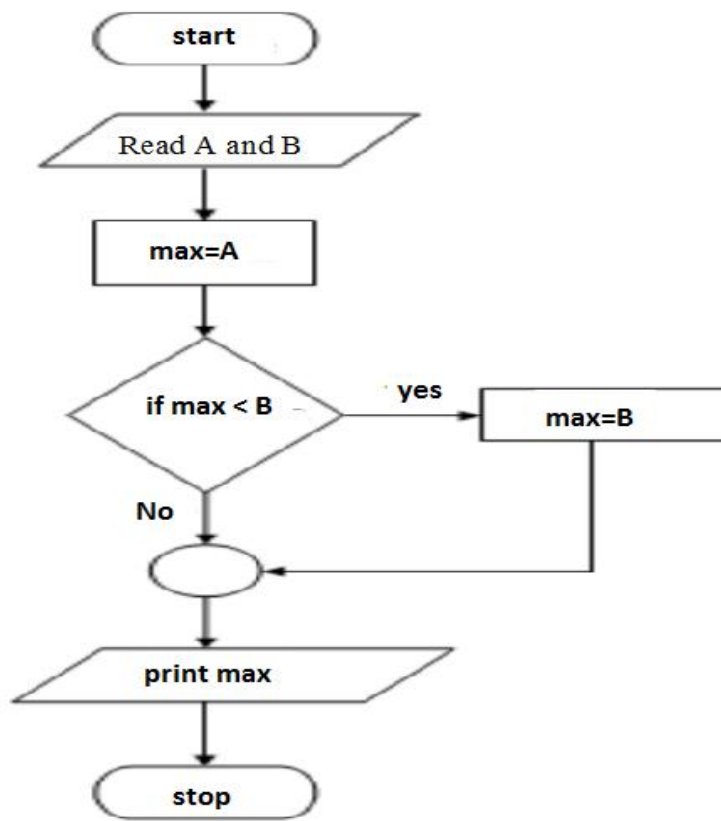 start
Read A and B
max=A
if max < B
yes
max=B
No
print max
stop